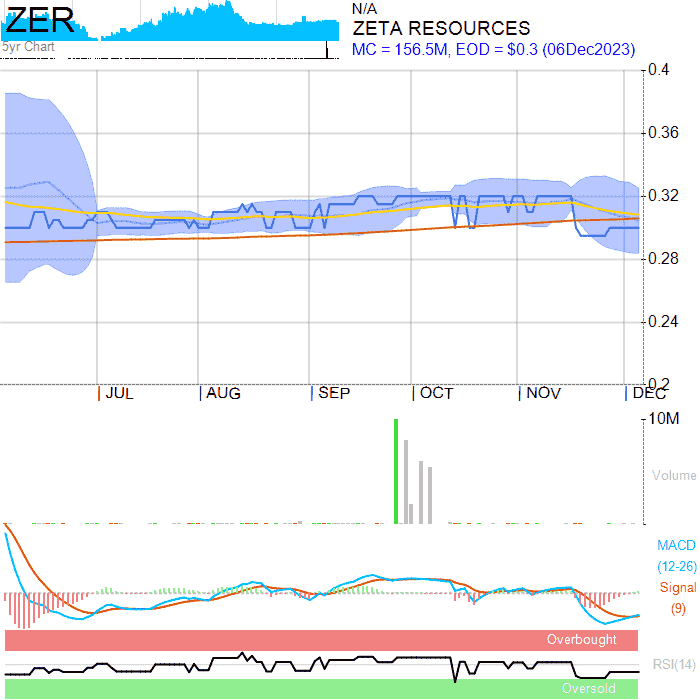 ZER
5yr Chart
N/A
ZETA RESOURCES
MC = 156.5M, EOD = $0.3 (06Dec2023)
0.4
0.36
0.32
0.28
0.24
0.2
JUL
AUG
SEP
OCT
NOV
DEC
10M
Volume
MACD
(12-26)
Signal
(9)
Overbought
RSI(14)
Oversold